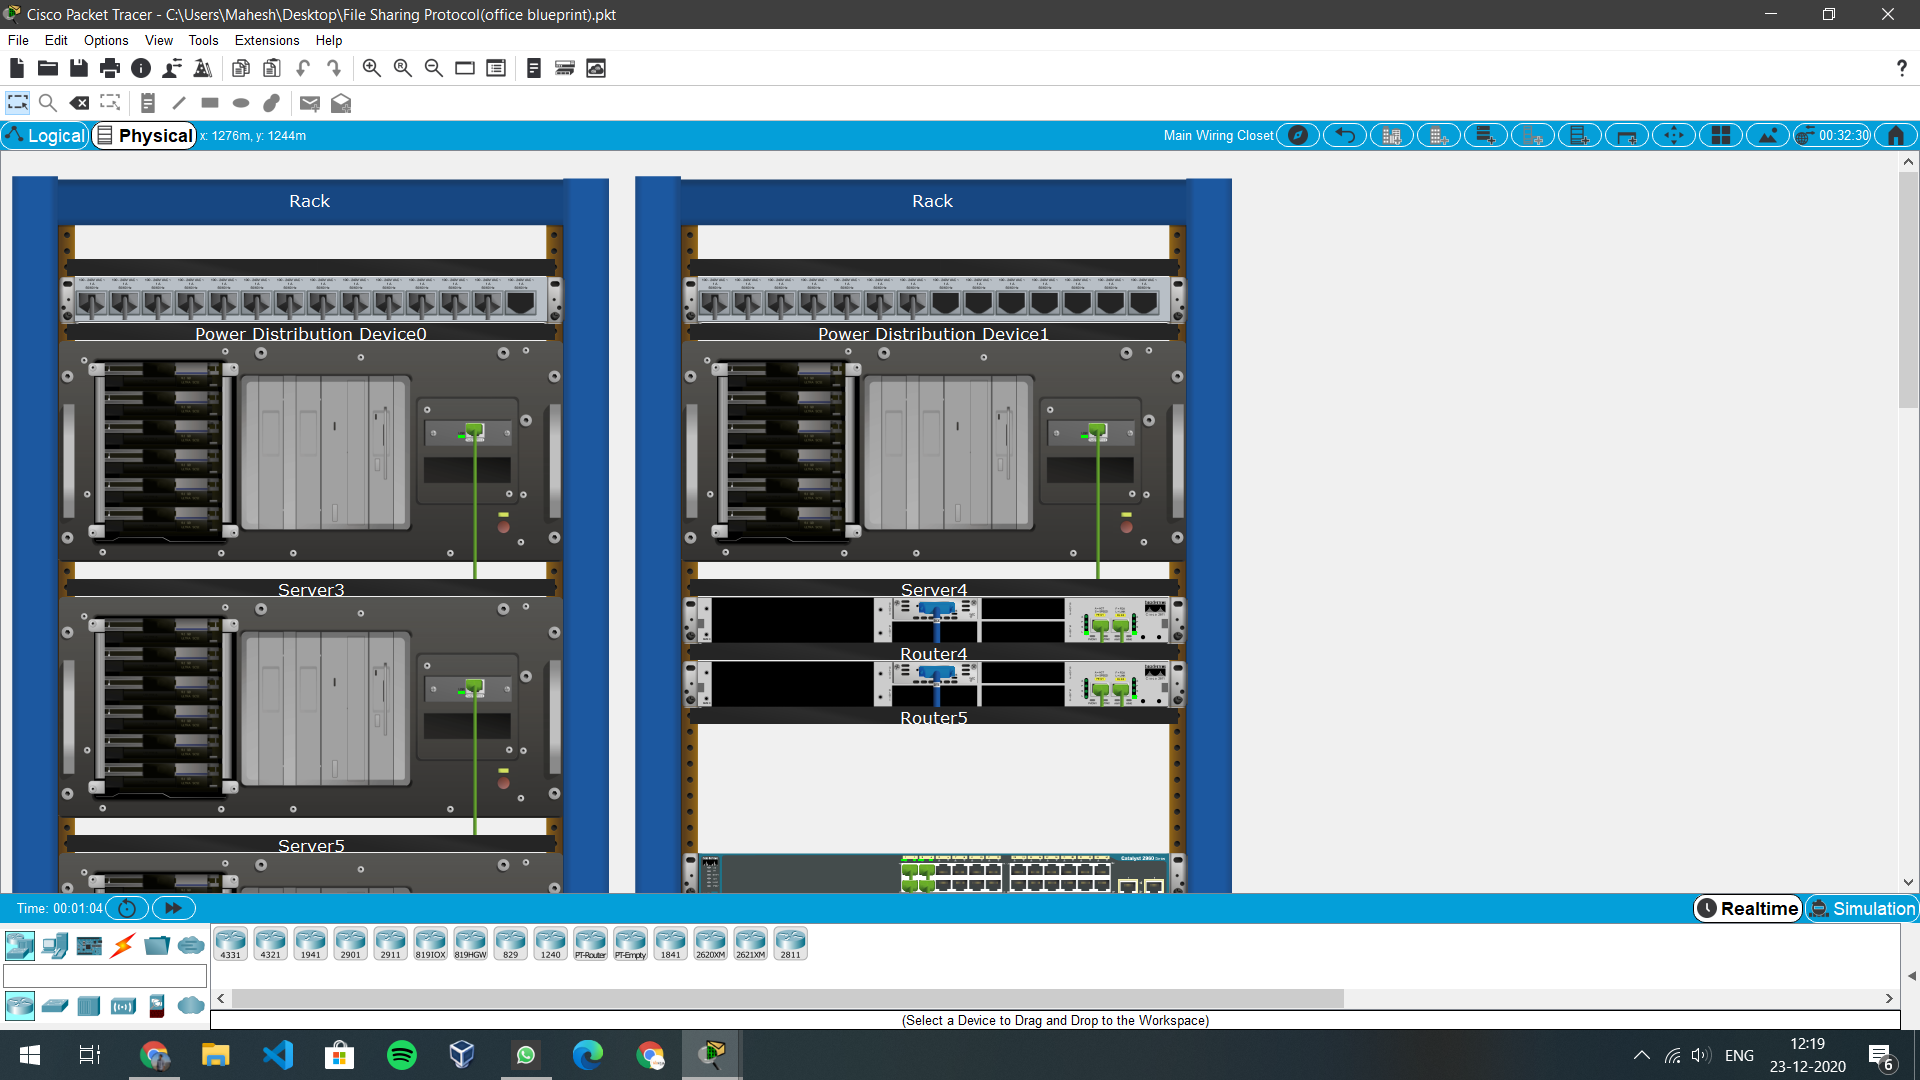 Cisco Packet Tracer - C:\Users\Mahesh\Desktop\File Sharing Protocol(office blueprint).pkt
File Edit Options View Tools Extensions Help
Logical
Physical
x: 1276m, y: 1244m
Main Wiring Closet
00:32:30
Rack
Rack
Power Distribution Device0
Power Distribution Device1
Server3
Server4
Router4
Router5
Server5
Catalyst 2960
Time: 00:01:04
Realtime
Simulation
4331 4321 1941 2901 2911 819IOX 819HGW 829 1240 PT-Router PT-Empty 1841 2620XM 2621XM 2811
(Select a Device to Drag and Drop to the Workspace)
ENG
12:19
23-12-2020
6